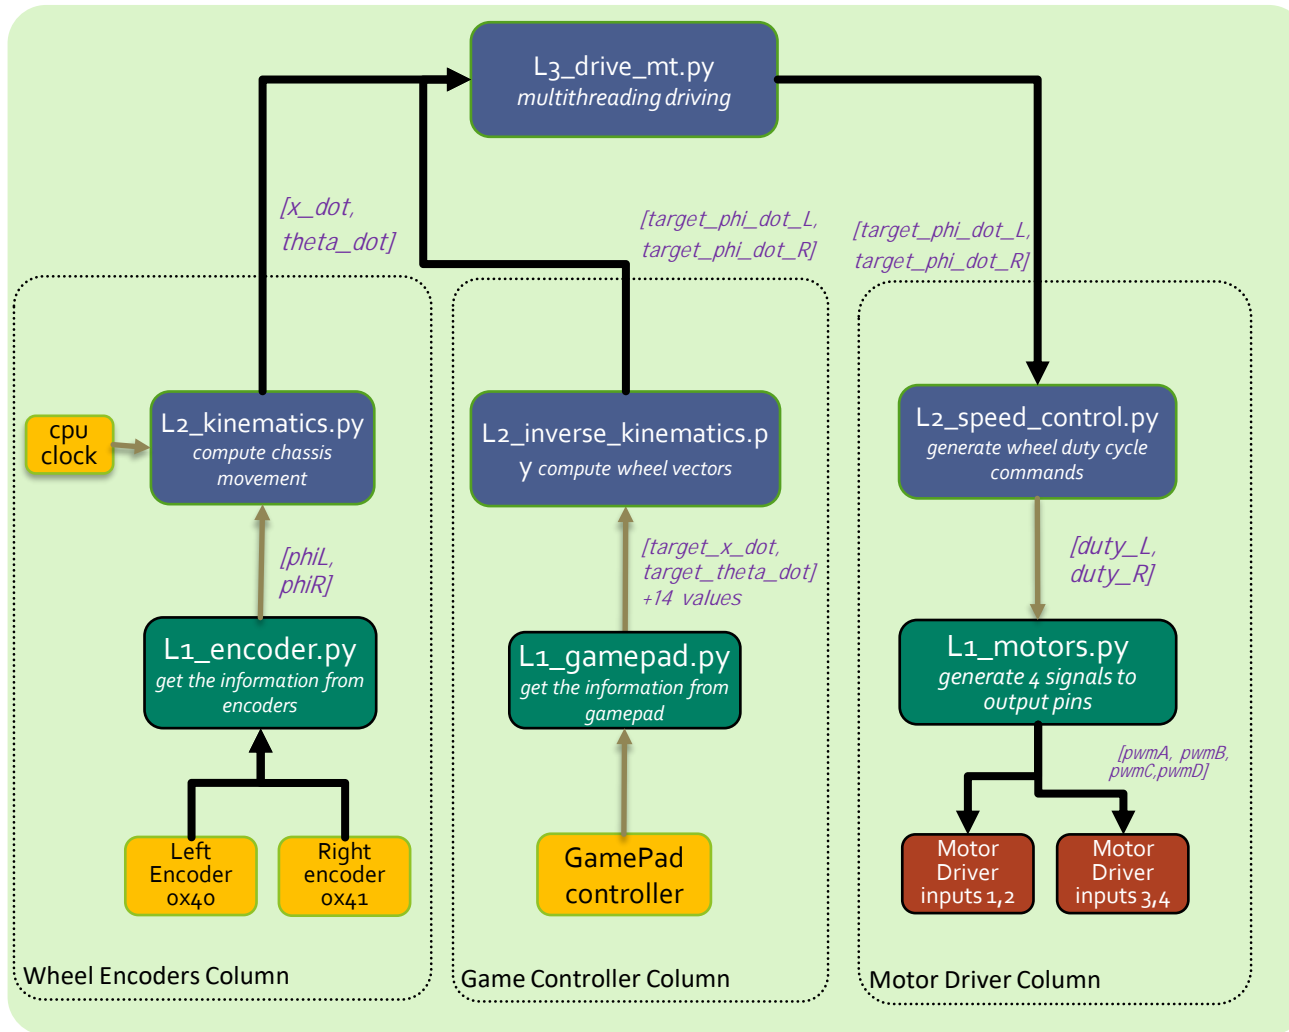 L3_drive_mt.py
multithreading driving
[x_dot,
theta_dot]
[target_phi_dot_L,
target_phi_dot_R]
[target_phi_dot_L,
target_phi_dot_R]
cpu
clock
L2_kinematics.py
compute chassis
movement
L2_inverse_kinematics.p
y compute wheel vectors
L2_speed_control.py
generate wheel duty cycle
commands
[phiL,
phiR]
[target_x_dot,
target_theta_dot]
+14 values
[duty_L,
duty_R]
L1_encoder.py
get the information from
encoders
L1_gamepad.py
get the information from
gamepad
L1_motors.py
generate 4 signals to
output pins
[pwmA, pwmB,
pwmC,pwmD]
Left
Encoder
0x40
Right
encoder
0x41
GamePad
controller
Motor
Driver
inputs 1,2
Motor
Driver
inputs 3,4
Wheel Encoders Column
Game Controller Column
Motor Driver Column